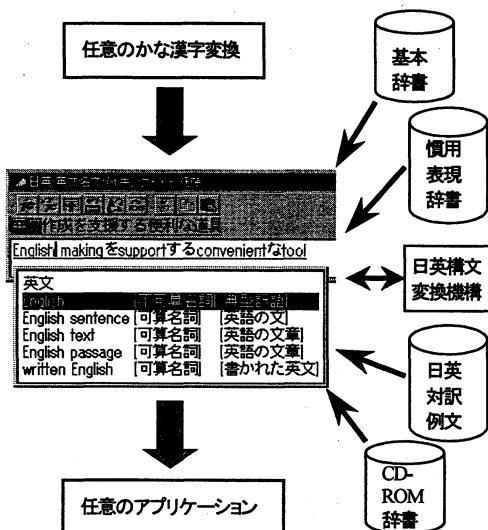 任意のかな漢字変換
基本
辞書
慣用
表現
辞書
作成を支援する便利な道具
English making をsupportするconvenientなtool
日英構文
変換機構
英文
English
English sentence [可算名詞] [英語の文]
English text [可算名詞] [英語の文章]
English passage [可算名詞] [英語の文章]
written English [可算名詞] [書かれた英文]
日英
対訳
例文
CD-
ROM
辞書
任意のアプリケーション